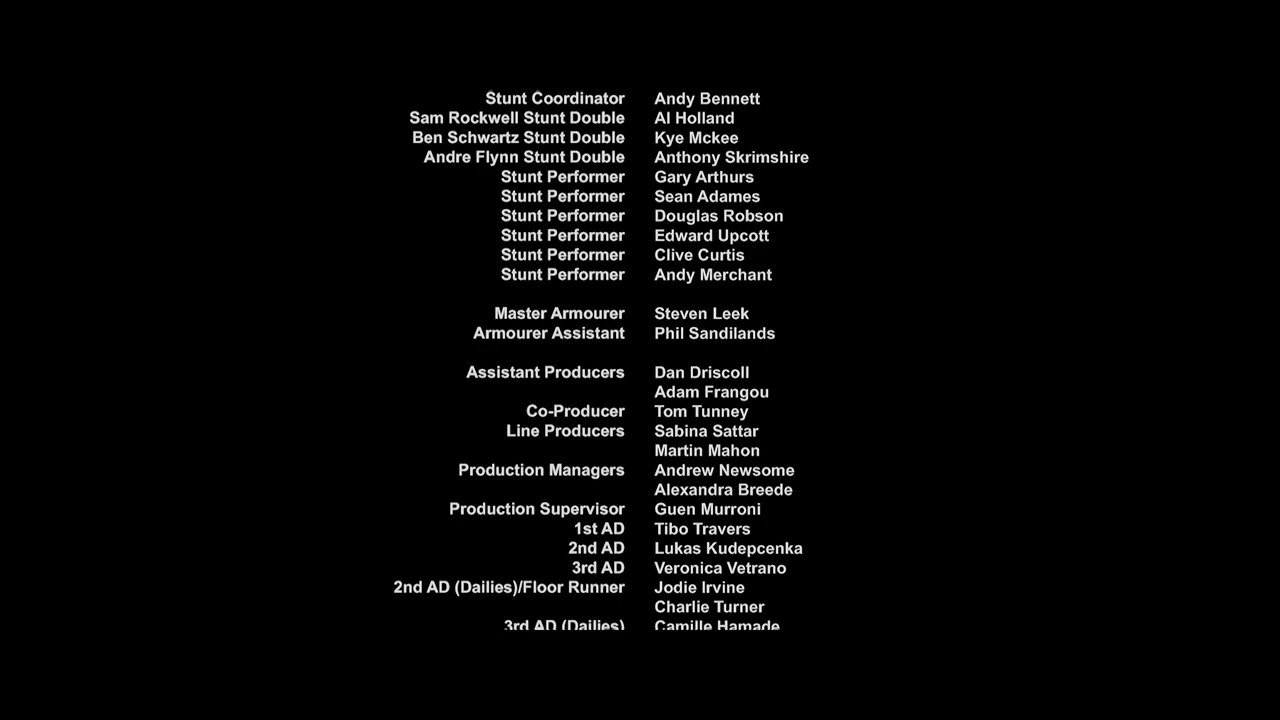 Stunt Coordinator Andy Bennett
Sam Rockwell Stunt Double Al Holland
Ben Schwartz Stunt Double Kye Mckee
Andre Flynn Stunt Double Anthony Skrimshire
Stunt Performer Gary Arthurs
Stunt Performer Sean Adames
Stunt Performer Douglas Robson
Stunt Performer Edward Upcott
Stunt Performer Clive Curtis
Stunt Performer Andy Merchant
Master Armourer Steven Leek
Armourer Assistant Phil Sandilands
Assistant Producers Dan Driscoll
Adam Frangou
Co-Producer Tom Tunney
Line Producers Sabina Sattar
Martin Mahon
Production Managers Andrew Newsome
Alexandra Breede
Production Supervisor Guen Murroni
1st AD Tibo Travers
2nd AD Lukas Kudepcenka
3rd AD Veronica Vetrano
2nd AD (Dailies)/Floor Runner Jodie Irvine
Charlie Turner
3rd AD (Dailies) Camille Hamade